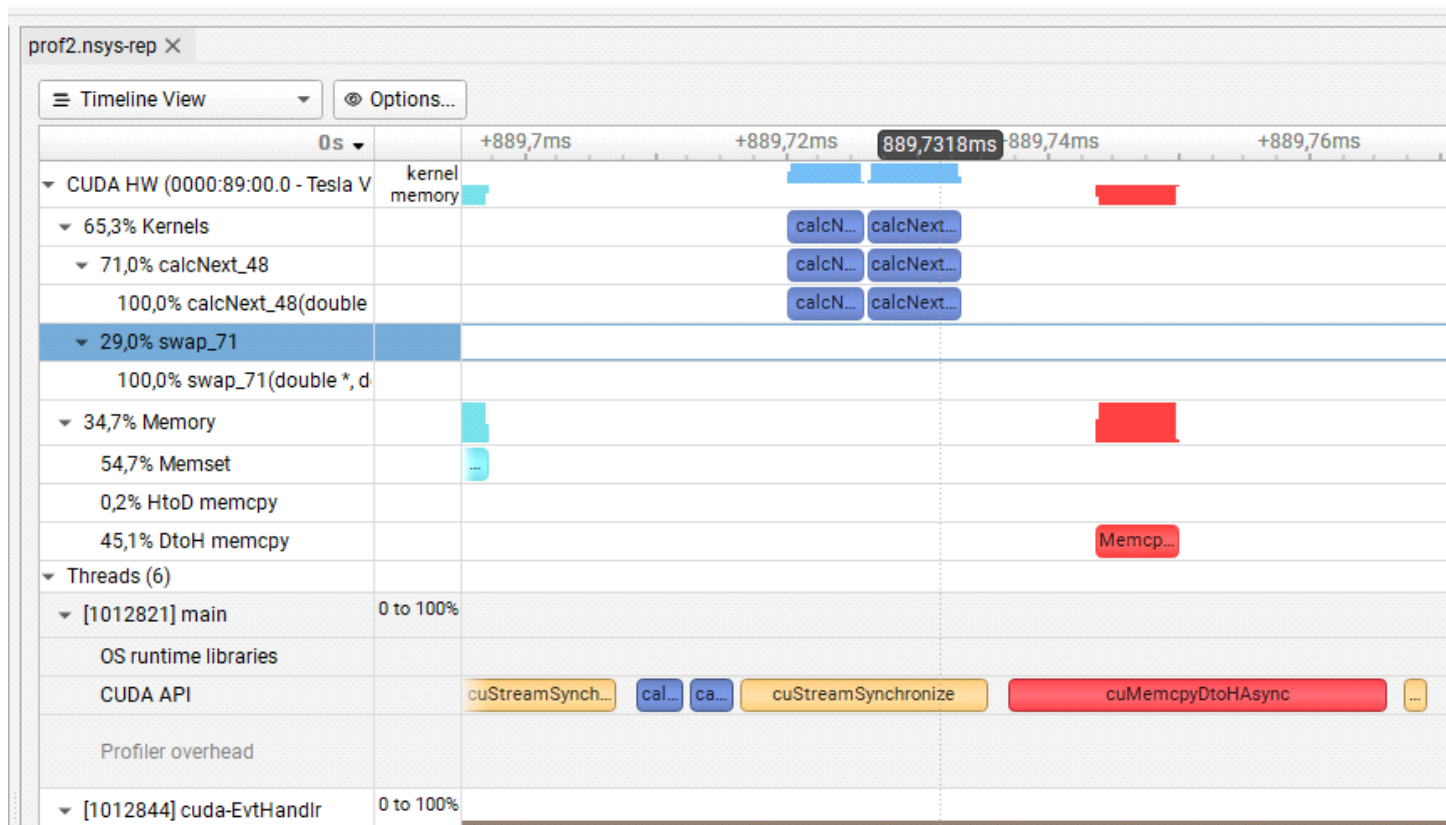 prof2.nsys-rep ×
Timeline View Options...
0s +889,7ms +889,72ms 889,7318ms 889,74ms +889,76ms
CUDA HW (0000:89:00.0 - Tesla V kernel
memory
65,3% Kernels calcN... calcNext...
71,0% calcNext_48 calcN... calcNext...
100,0% calcNext_48(double calcN... calcNext...
29,0% swap_71
100,0% swap_71(double *, d
34,7% Memory
54,7% Memset ...
0,2% HtoD memcpy
45,1% DtoH memcpy Memcp...
Threads (6)
[1012821] main 0 to 100%
OS runtime libraries
CUDA API cuStreamSynch... cal... ca... cuStreamSynchronize cuMemcpyDtoHAsync ...
Profiler overhead
[1012844] cuda-EvtHandlr 0 to 100%